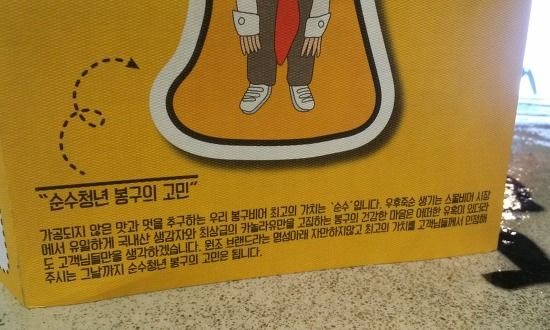 "순수청년 봉구의 고민"
가공되지 않은 맛과 멋을 추구하는 우리 봉구비어 최고의 가치는 '순수'입니다. 우후죽순 생기는 스몰비어 시장
에서 유일하게 국내산 생감자와 최상급의 카놀라유만을 고집하는 봉구의 건강한 마음은 어떠한 유혹이 있더라
도 고객님들만을 생각하겠습니다. 원조 브랜드라는 명성아래 자만하지않고 최고의 가치를 고객님들께서 인정해
주시는 그날까지 순수청년 봉구의 고민은 됩니다.